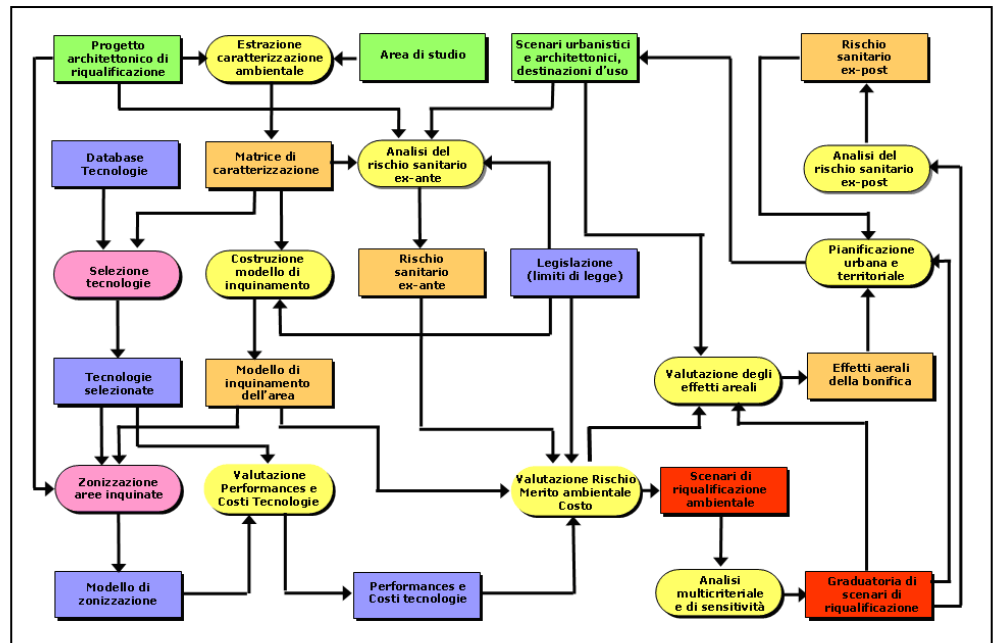 Progetto
architettonico di
riqualificazione
Estrazione
caratterizzazione
ambientale
Area di studio
Scenari urbanistici
e architettonici,
destinazioni d'uso
Rischio
sanitario
ex-post
Database
Tecnologie
Matrice di
caratterizzazione
Analisi del
rischio sanitario
ex-ante
Analisi del
rischio sanitario
ex-post
Selezione
tecnologie
Costruzione
modello di
inquinamento
Rischio
sanitario
ex-ante
Legislazione
(limiti di legge)
Pianificazione
urbana e
territoriale
Tecnologie
selezionate
Modello di
inquinamento
dell'area
Valutazione degli
effetti areali
Effetti aerali
della bonifica
Zonizzazione
aree inquinate
Valutazione
Performances e
Costi Tecnologie
Valutazione Rischio
Merito ambientale
Costo
Scenari di
riqualificazione
ambientale
Modello di
zonizzazione
Performances e
Costi tecnologie
Analisi
multicriteriale
e di sensitività
Graduatoria di
scenari di
riqualificazione